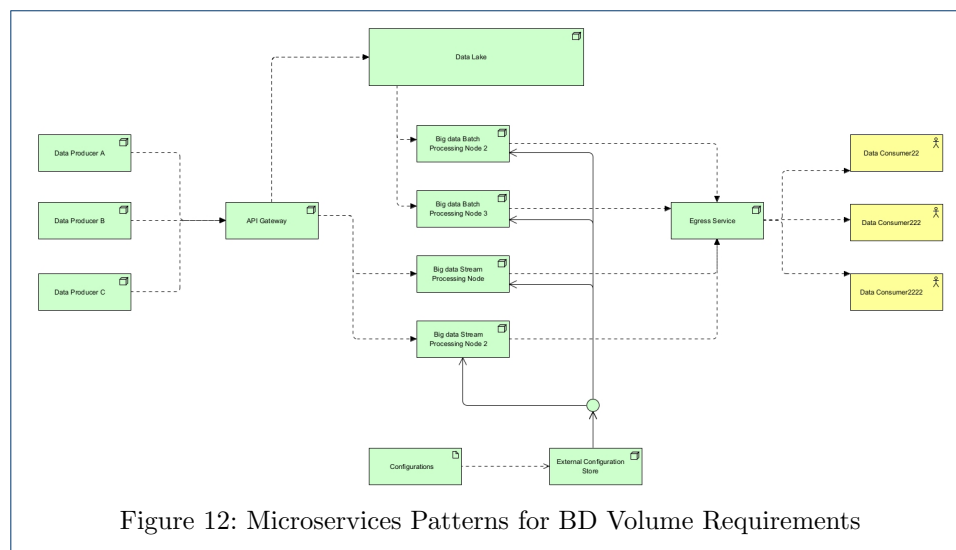 Data Lake
Big data Batch
Processing Node 2
Data Producer A
Data Consumer22
Big data Batch
Processing Node 3
Data Producer B
API Gateway
Egress Service
Data Consumer222
Big data Stream
Processing Node
Data Producer C
Data Consumer2222
Big data Stream
Processing Node 2
Configurations
External Configuration
Store
Figure 12: Microservices Patterns for BD Volume Requirements